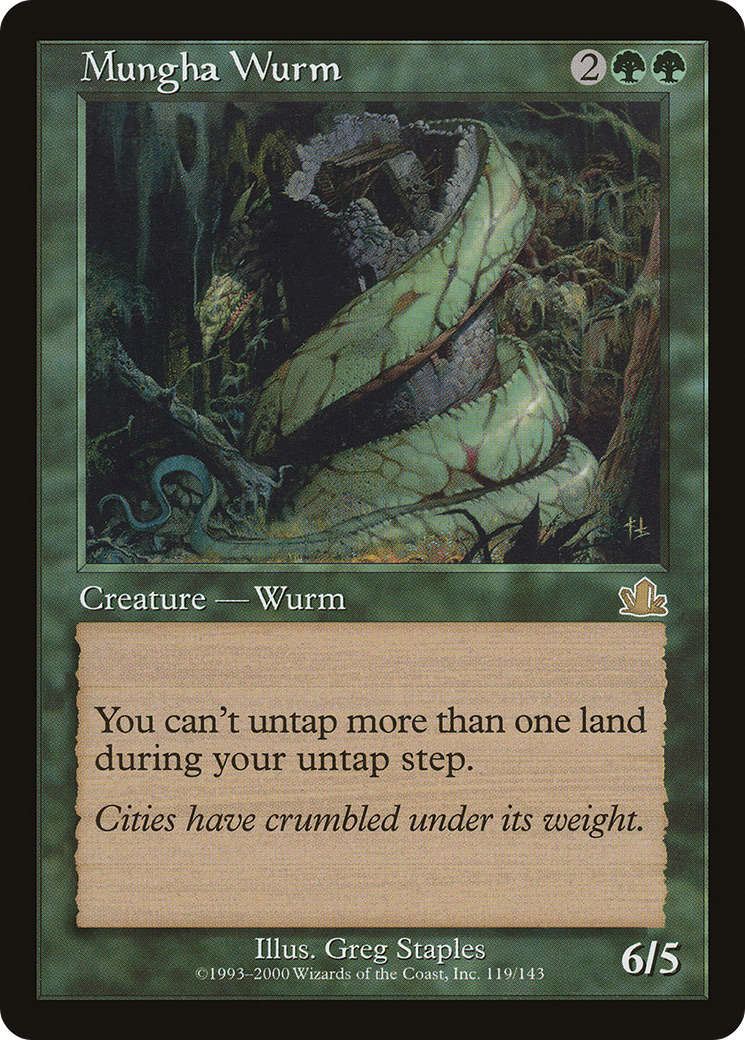 Mungha Wurm 2
Creature — Wurm
You can't untap more than one land
during your untap step.
Cities have crumbled under its weight.
Illus. Greg Staples
©1993–2000 Wizards of the Coast, Inc. 119/143
6/5